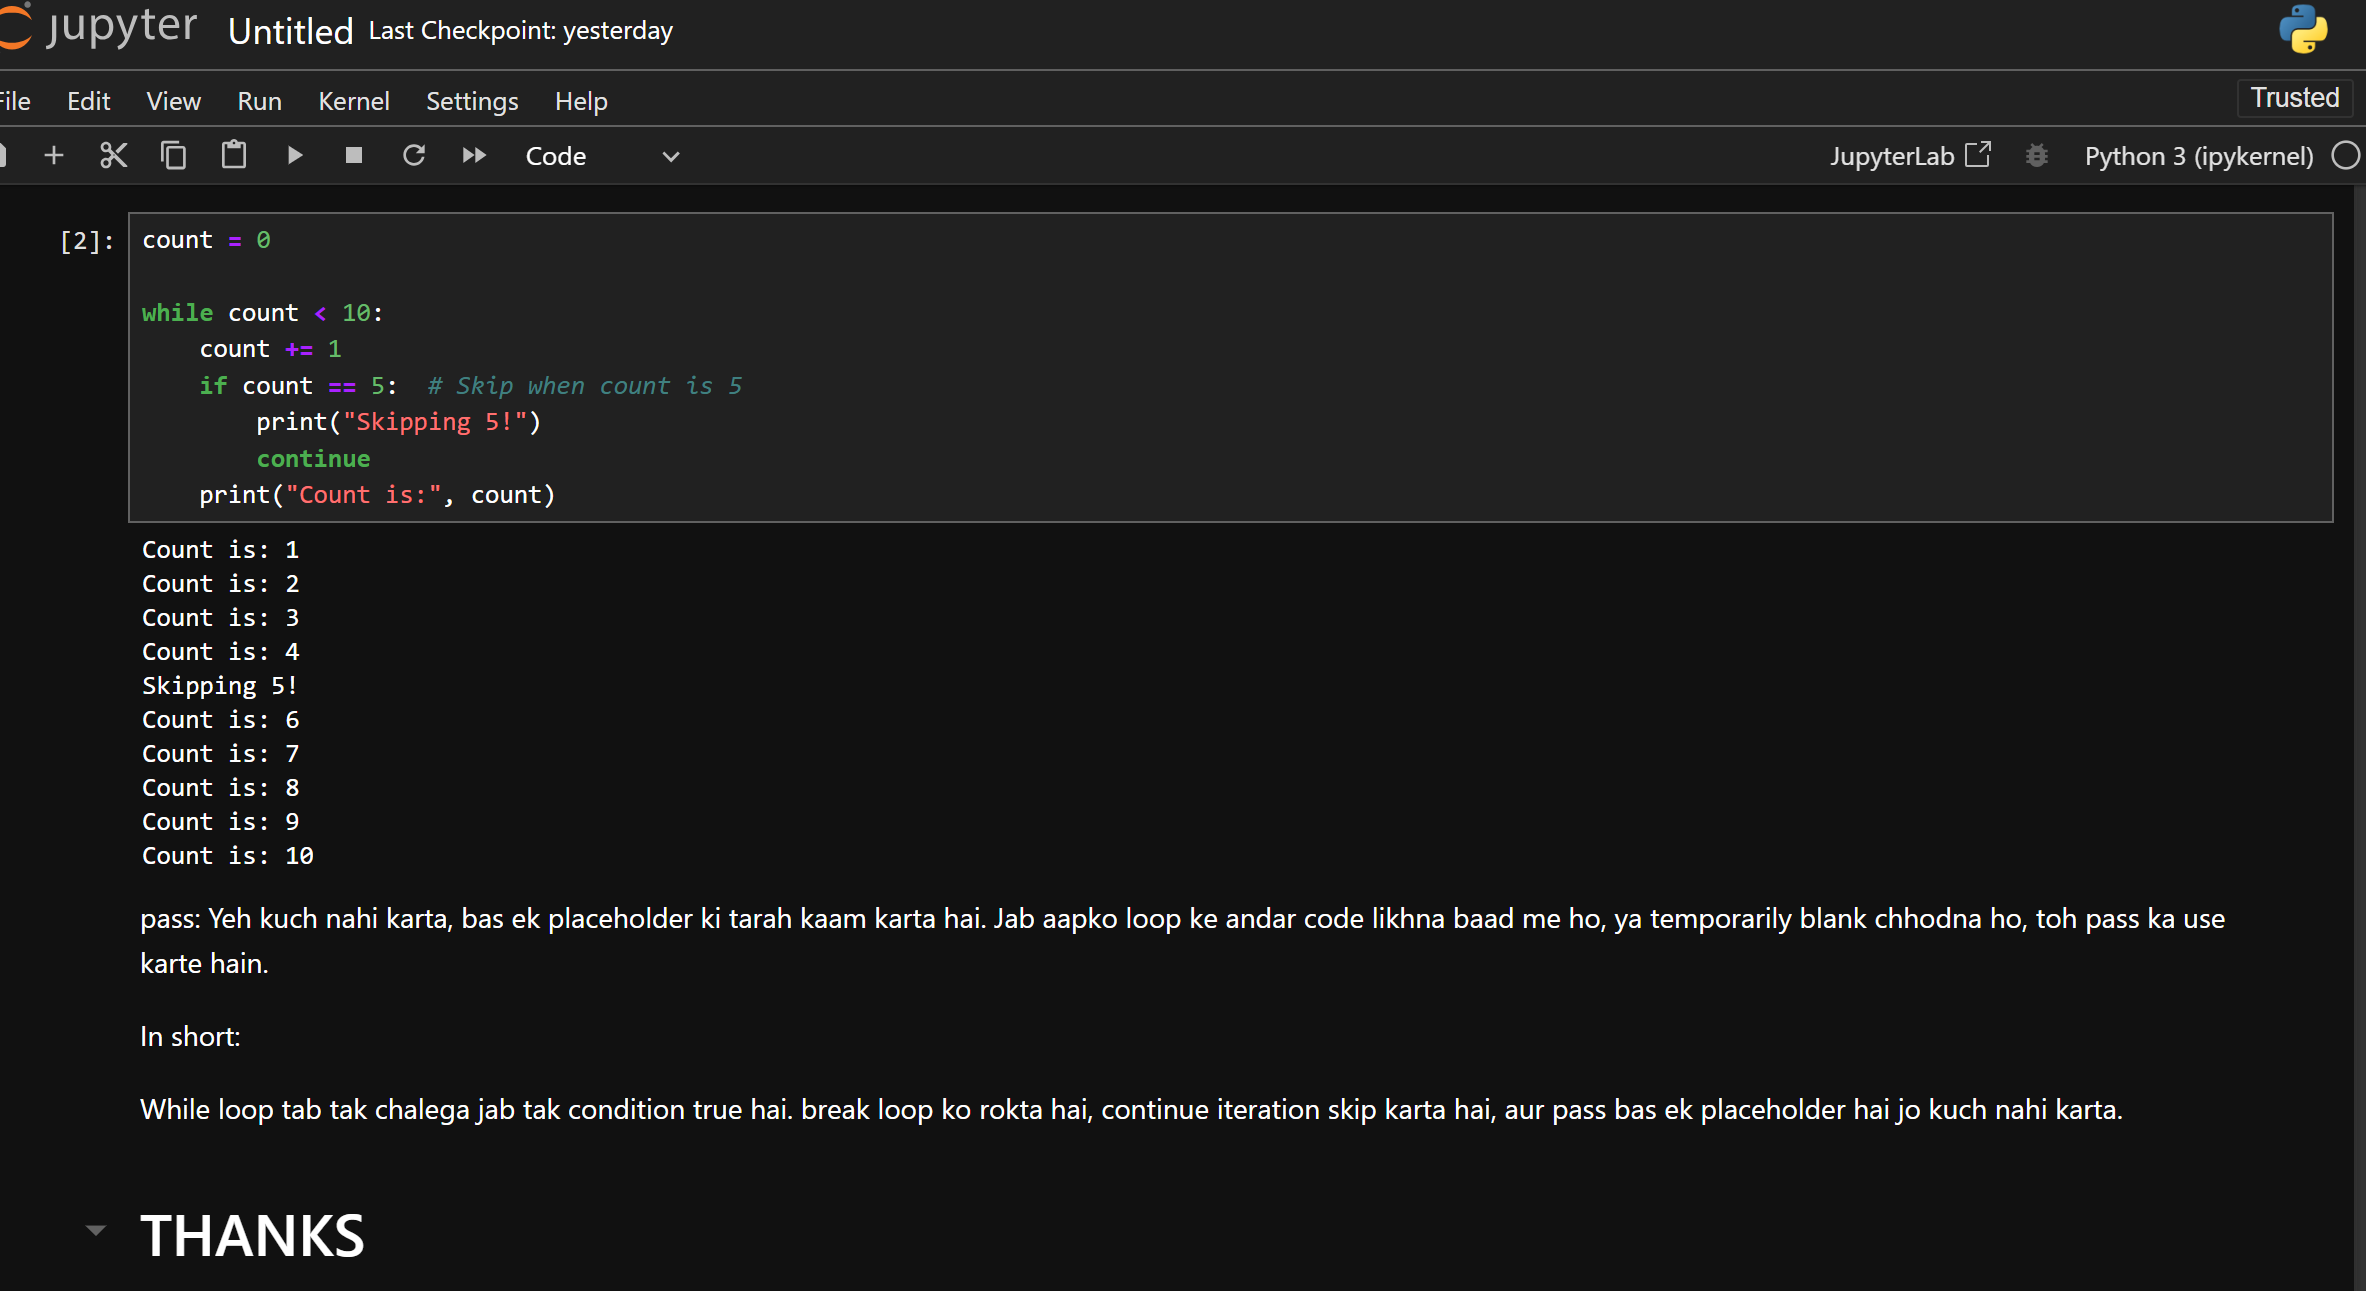 jupyter Untitled Last Checkpoint: yesterday
File Edit View Run Kernel Settings Help Trusted
Code JupyterLab Python 3 (ipykernel)
[2]: count = 0
while count < 10:
    count += 1
    if count == 5:  # Skip when count is 5
        print("Skipping 5!")
        continue
    print("Count is:", count)
Count is: 1
Count is: 2
Count is: 3
Count is: 4
Skipping 5!
Count is: 6
Count is: 7
Count is: 8
Count is: 9
Count is: 10
pass: Yeh kuch nahi karta, bas ek placeholder ki tarah kaam karta hai. Jab aapko loop ke andar code likhna baad me ho, ya temporarily blank chhodna ho, toh pass ka use
karte hain.
In short:
While loop tab tak chalega jab tak condition true hai. break loop ko rokta hai, continue iteration skip karta hai, aur pass bas ek placeholder hai jo kuch nahi karta.
THANKS